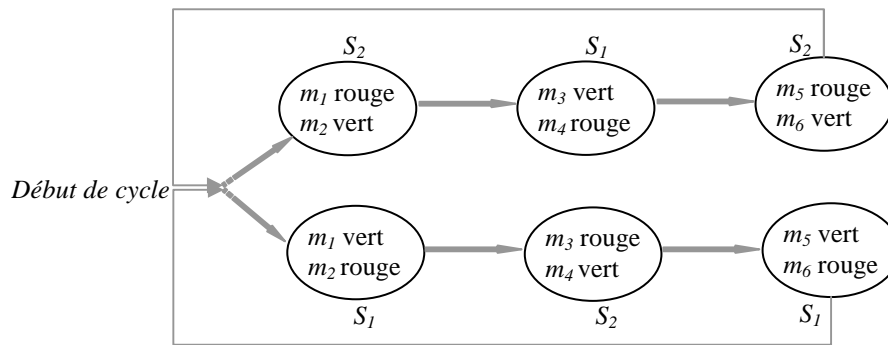 S2
S1
S2
m1 rouge
m2 vert
m3 vert
m4 rouge
m5 rouge
m6 vert
Début de cycle
m1 vert
m2 rouge
m3 rouge
m4 vert
m5 vert
m6 rouge
S1
S2
S1